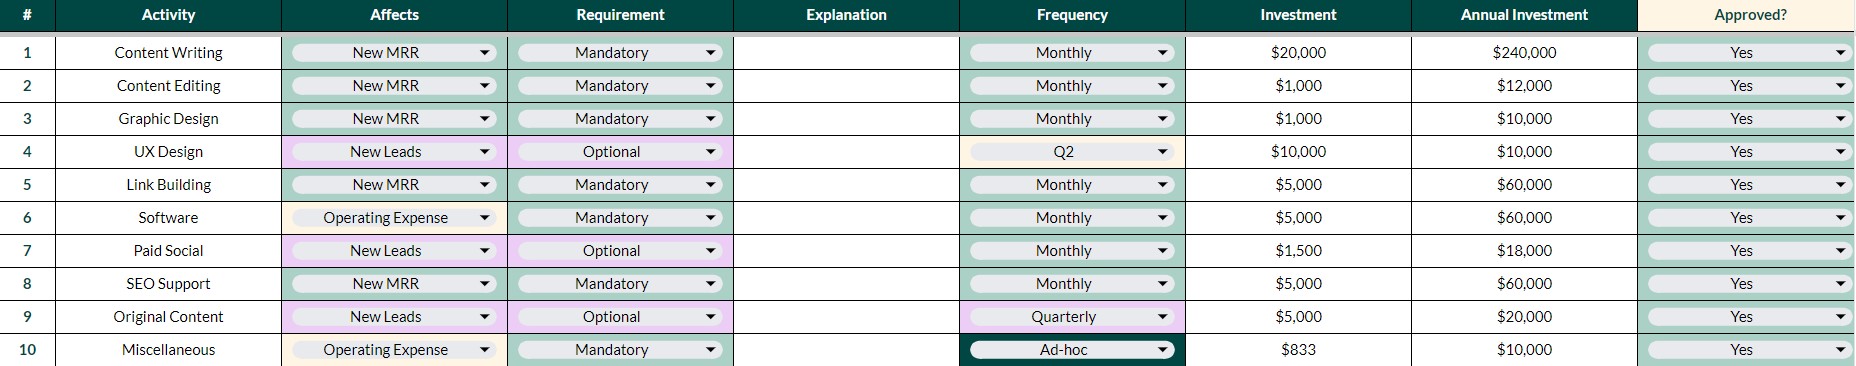 # Activity Affects Requirement Explanation Frequency Investment Annual Investment Approved?
1 Content Writing New MRR Mandatory Monthly $20,000 $240,000 Yes
2 Content Editing New MRR Mandatory Monthly $1,000 $12,000 Yes
3 Graphic Design New MRR Mandatory Monthly $1,000 $10,000 Yes
4 UX Design New Leads Optional Q2 $10,000 $10,000 Yes
5 Link Building New MRR Mandatory Monthly $5,000 $60,000 Yes
6 Software Operating Expense Mandatory Monthly $5,000 $60,000 Yes
7 Paid Social New Leads Optional Monthly $1,500 $18,000 Yes
8 SEO Support New MRR Mandatory Monthly $5,000 $60,000 Yes
9 Original Content New Leads Optional Quarterly $5,000 $20,000 Yes
10 Miscellaneous Operating Expense Mandatory Ad-hoc $833 $10,000 Yes